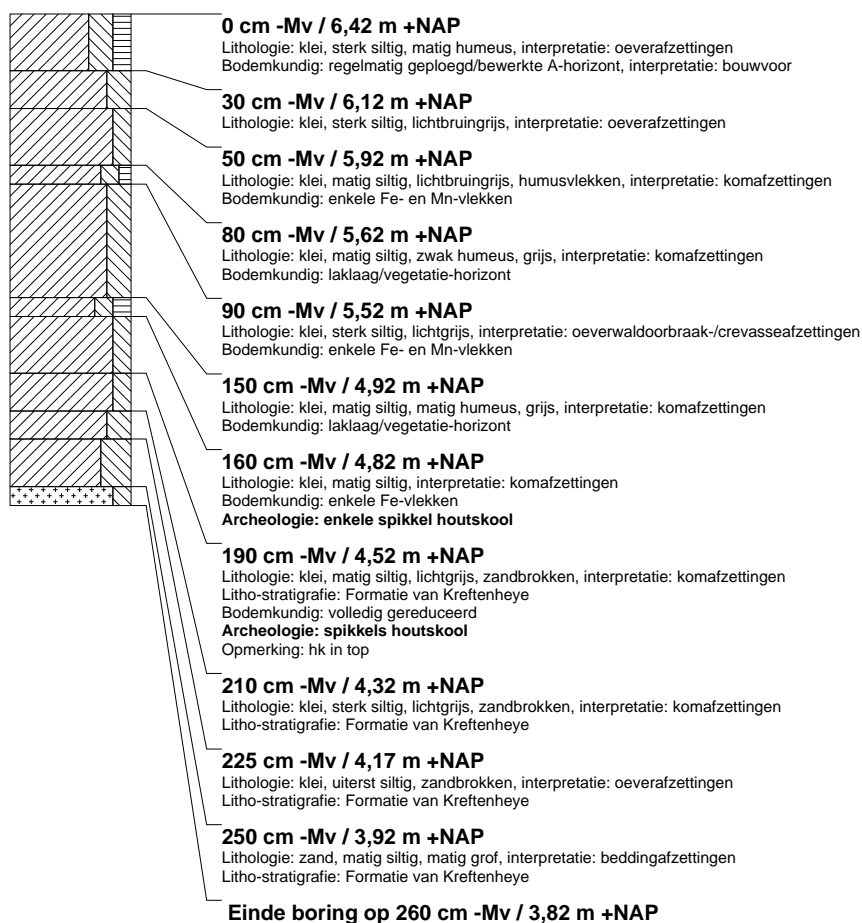 0 cm -Mv / 6,42 m +NAP
Lithologie: klei, sterk siltig, matig humeus, interpretatie: oeverafzettingen
Bodemkundig: regelmatig geploegd/bewerkte A-horizont, interpretatie: bouwvoor
30 cm -Mv / 6,12 m +NAP
Lithologie: klei, sterk siltig, lichtbruingrijs, interpretatie: oeverafzettingen
50 cm -Mv / 5,92 m +NAP
Lithologie: klei, matig siltig, lichtbruingrijs, humusvlekken, interpretatie: komafzettingen
Bodemkundig: enkele Fe- en Mn-vlekken
80 cm -Mv / 5,62 m +NAP
Lithologie: klei, matig siltig, zwak humeus, grijs, interpretatie: komafzettingen
Bodemkundig: laklaag/vegetatie-horizont
90 cm -Mv / 5,52 m +NAP
Lithologie: klei, sterk siltig, lichtgrijs, interpretatie: oeverwaldoorbraak-/crevasseafzettingen
Bodemkundig: enkele Fe- en Mn-vlekken
150 cm -Mv / 4,92 m +NAP
Lithologie: klei, matig siltig, matig humeus, grijs, interpretatie: komafzettingen
Bodemkundig: laklaag/vegetatie-horizont
160 cm -Mv / 4,82 m +NAP
Lithologie: klei, matig siltig, interpretatie: komafzettingen
Bodemkundig: enkele Fe-vlekken
Archeologie: enkele spikkel houtskool
190 cm -Mv / 4,52 m +NAP
Lithologie: klei, matig siltig, lichtgrijs, zandbrokken, interpretatie: komafzettingen
Litho-stratigrafie: Formatie van Kreftenheye
Bodemkundig: volledig gereduceerd
Archeologie: spikkels houtskool
Opmerking: hk in top
210 cm -Mv / 4,32 m +NAP
Lithologie: klei, sterk siltig, lichtgrijs, zandbrokken, interpretatie: komafzettingen
Litho-stratigrafie: Formatie van Kreftenheye
225 cm -Mv / 4,17 m +NAP
Lithologie: klei, uiterst siltig, zandbrokken, interpretatie: oeverafzettingen
Litho-stratigrafie: Formatie van Kreftenheye
250 cm -Mv / 3,92 m +NAP
Lithologie: zand, matig siltig, matig grof, interpretatie: beddingafzettingen
Litho-stratigrafie: Formatie van Kreftenheye
Einde boring op 260 cm -Mv / 3,82 m +NAP